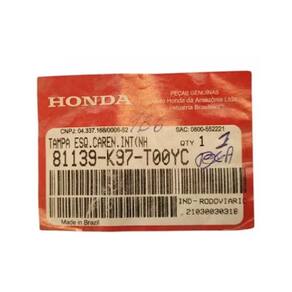 PEÇAS GENUÍNAS
HONDA
Moto Honda da Amazônia Ltda
Indústria Brasileira
CNPJ: 04.337.168/0005-52
SAC: 0800-552221
TAMPA ESQ.CAREN.INT(NH
QTY 1
81139-K97-T00YC
IND-RODOVIARIO
Made in Brazil
21030030318